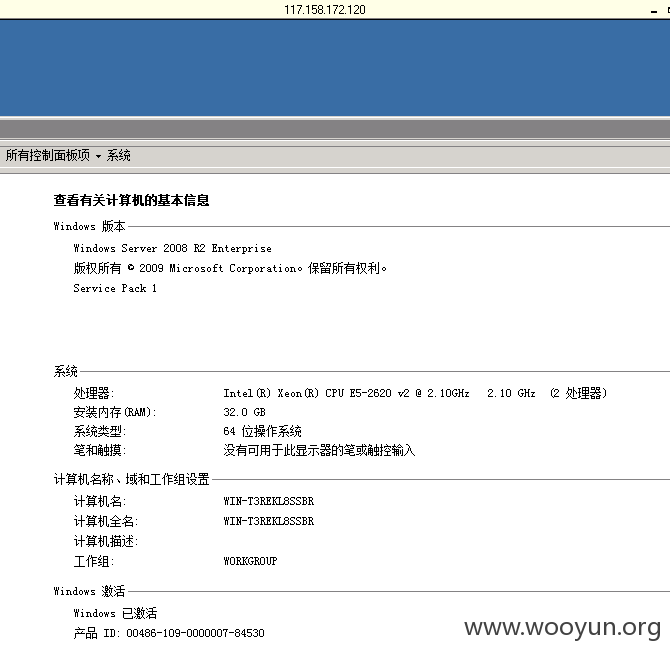 117.158.172.120
所有控制面板项 系统
查看有关计算机的基本信息
Windows 版本
Windows Server 2008 R2 Enterprise
版权所有 © 2009 Microsoft Corporation。保留所有权利。
Service Pack 1
系统
处理器: Intel(R) Xeon(R) CPU E5-2620 v2 @ 2.10GHz 2.10 GHz (2 处理器)
安装内存(RAM): 32.0 GB
系统类型: 64 位操作系统
笔和触摸: 没有可用于此显示器的笔或触控输入
计算机名称、域和工作组设置
计算机名: WIN-T3REKL8SSBR
计算机全名: WIN-T3REKL8SSBR
计算机描述:
工作组: WORKGROUP
Windows 激活
Windows 已激活
产品 ID: 00486-109-0000007-84530
www.wooyun.org